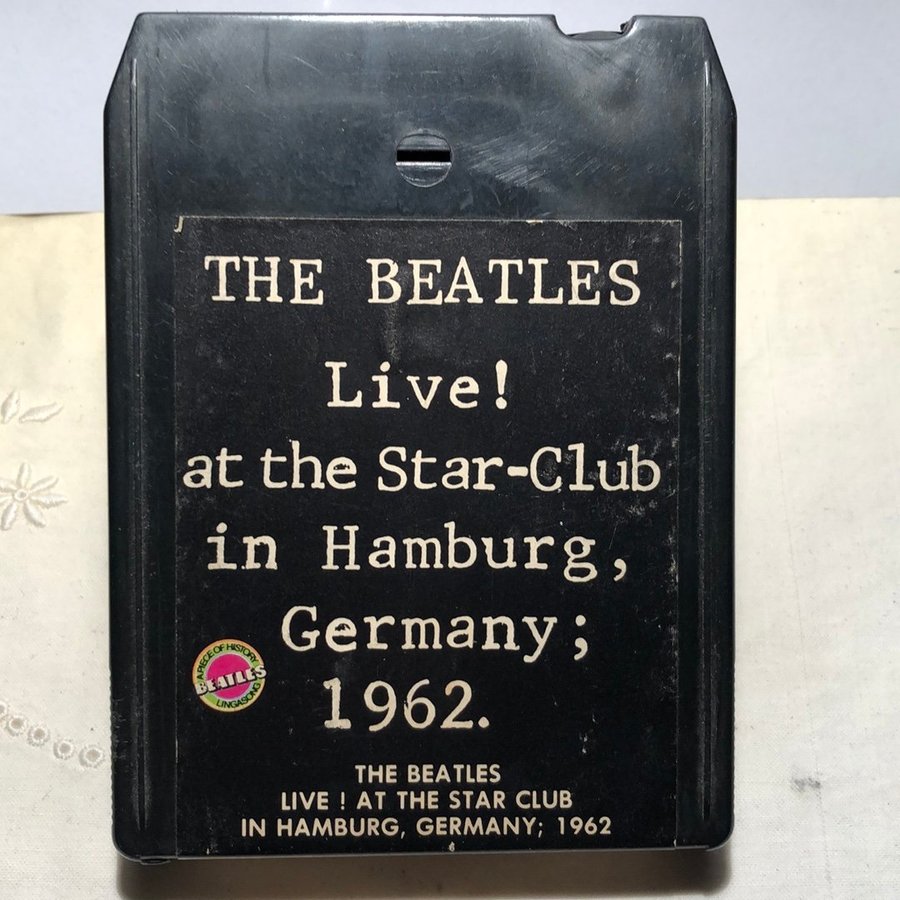 THE BEATLES
Live!
at the Star-Club
in Hamburg,
Germany;
1962.
A PIECE OF HISTORY
BEATLES
LINGASONG
THE BEATLES
LIVE ! AT THE STAR CLUB
IN HAMBURG, GERMANY; 1962